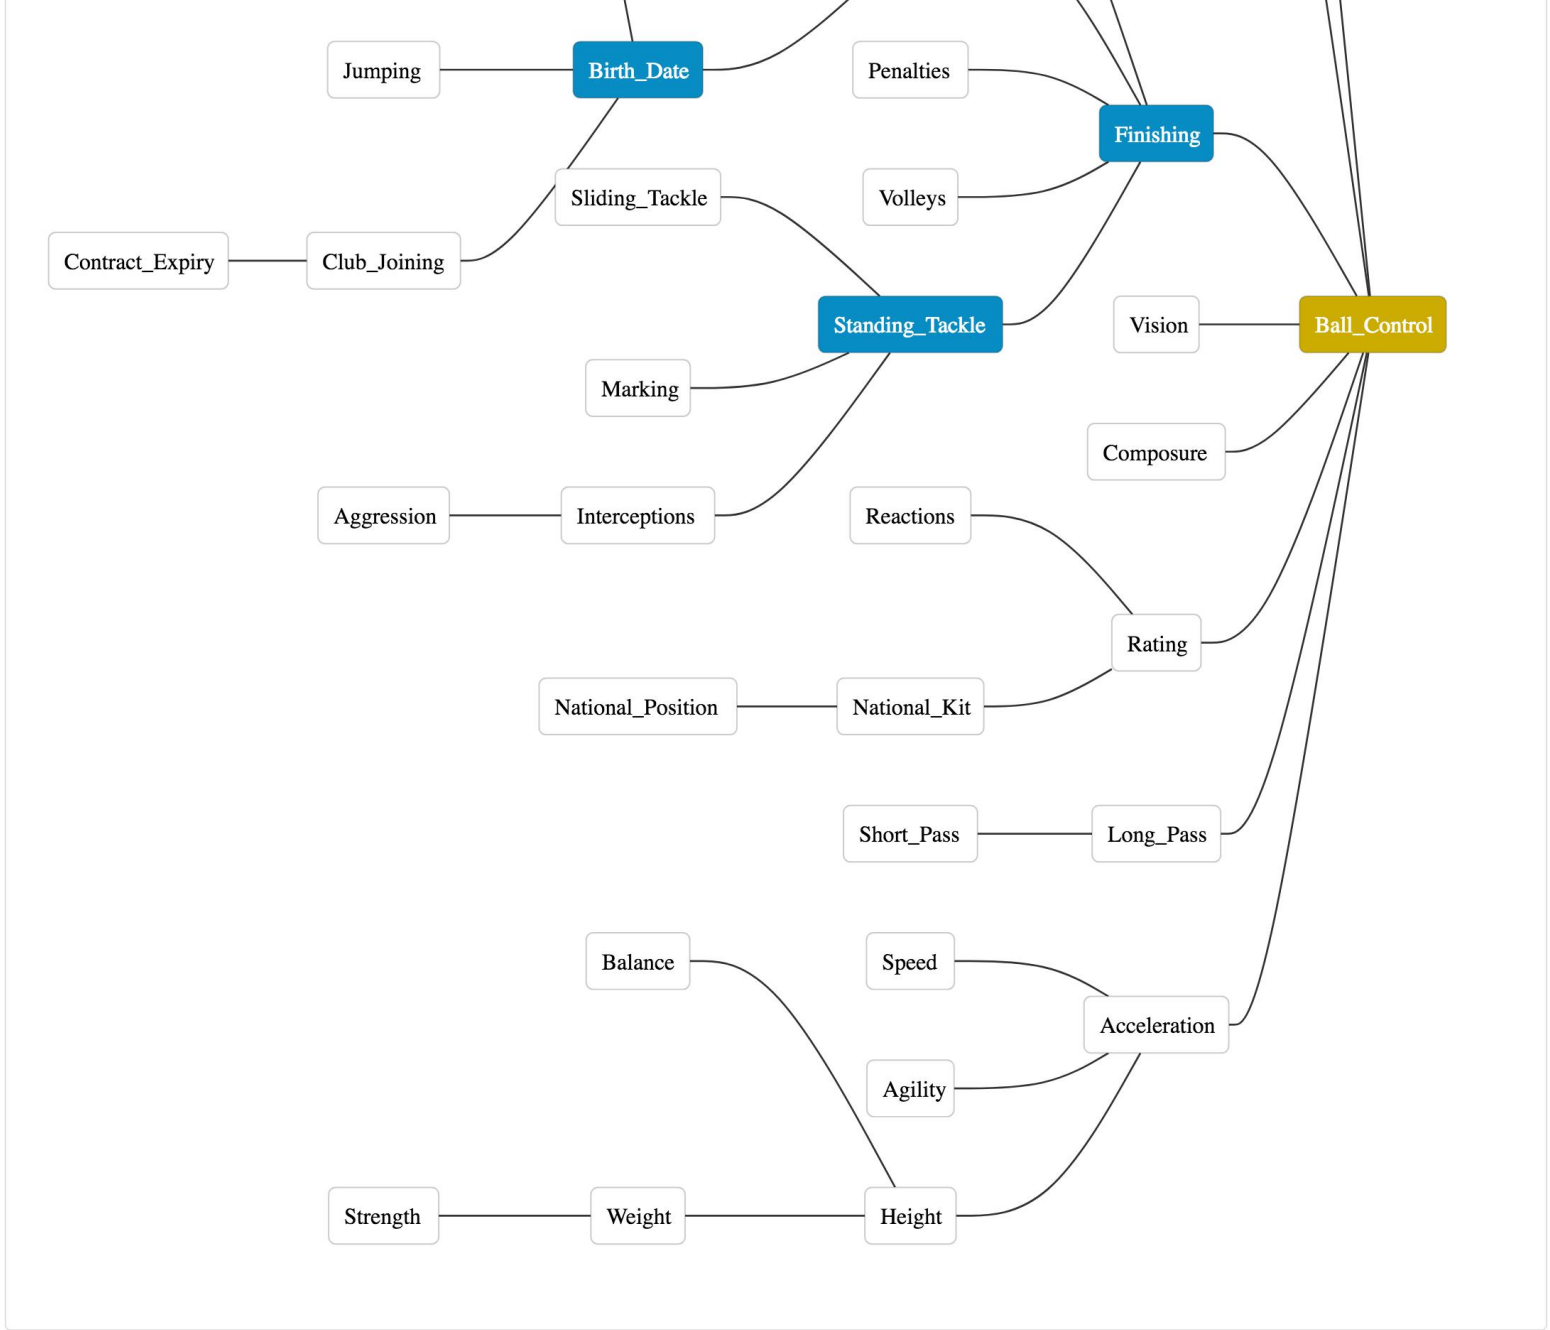 Jumping
Birth_Date
Penalties
Finishing
Sliding_Tackle
Volleys
Contract_Expiry
Club_Joining
Standing_Tackle
Vision
Ball_Control
Marking
Composure
Aggression
Interceptions
Reactions
Rating
National_Position
National_Kit
Short_Pass
Long_Pass
Balance
Speed
Acceleration
Agility
Strength
Weight
Height